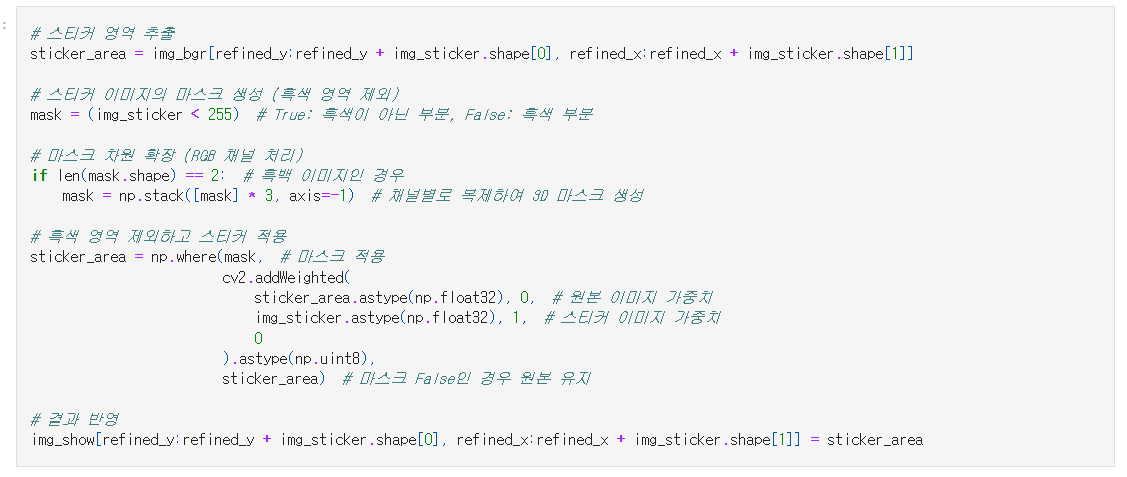 :
# 스티커 영역 추출
sticker_area = img_bgr[refined_y:refined_y + img_sticker.shape[0], refined_x:refined_x + img_sticker.shape[1]]
# 스티커 이미지의 마스크 생성 (흑색 영역 제외)
mask = (img_sticker < 255)  # True: 흑색이 아닌 부분, False: 흑색 부분
# 마스크 차원 확장 (RGB 채널 처리)
if len(mask.shape) == 2:  # 흑백 이미지인 경우
    mask = np.stack([mask] * 3, axis=-1)  # 채널별로 복제하여 3D 마스크 생성
# 흑색 영역 제외하고 스티커 적용
sticker_area = np.where(mask,  # 마스크 적용
                        cv2.addWeighted(
                            sticker_area.astype(np.float32), 0,  # 원본 이미지 가중치
                            img_sticker.astype(np.float32), 1,  # 스티커 이미지 가중치
                            0
                        ).astype(np.uint8),
                        sticker_area)  # 마스크 False인 경우 원본 유지
# 결과 반영
img_show[refined_y:refined_y + img_sticker.shape[0], refined_x:refined_x + img_sticker.shape[1]] = sticker_area